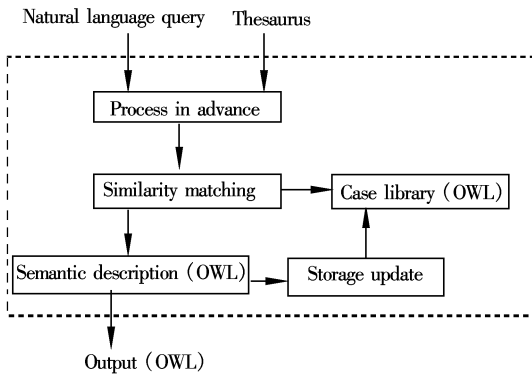 Natural language query
Thesaurus
Process in advance
Similarity matching
Case library (OWL)
Semantic description (OWL)
Storage update
Output (OWL)